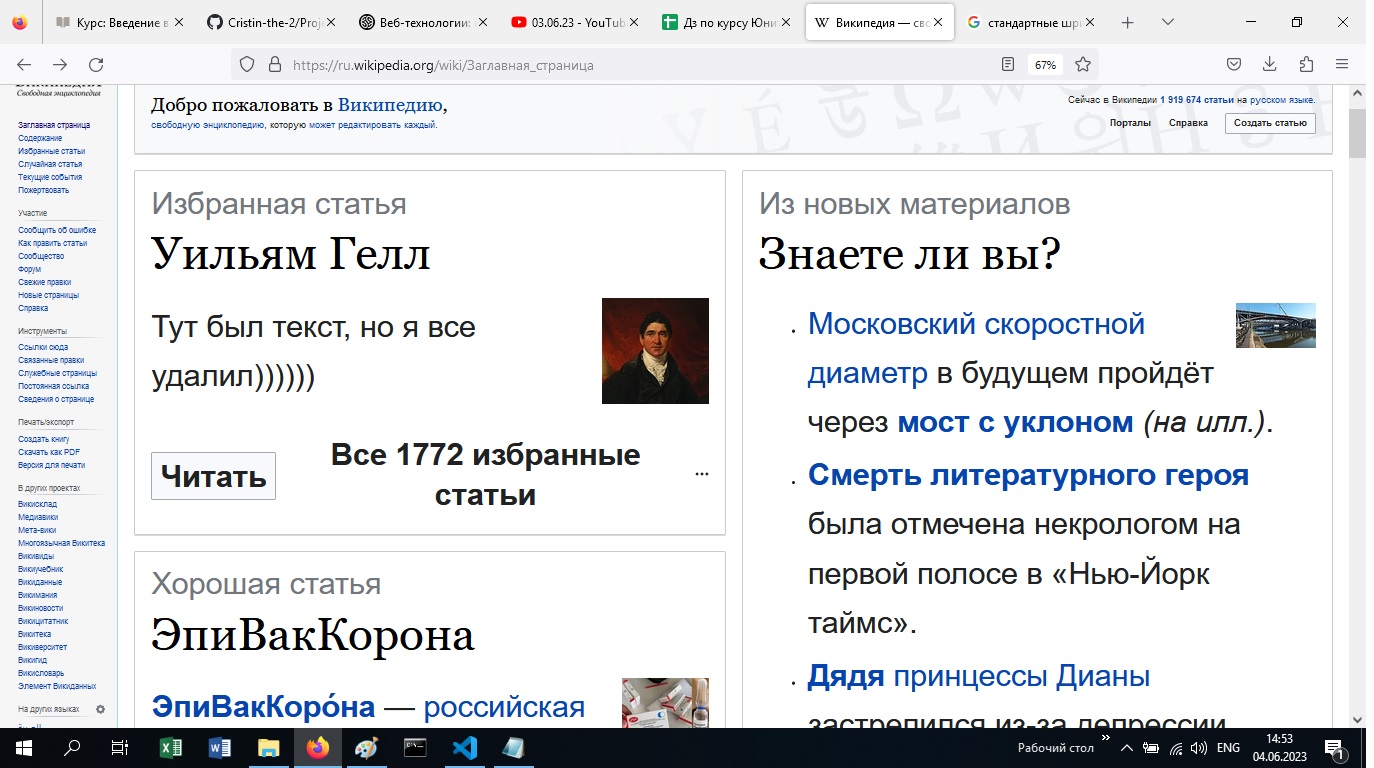 Курс: Введение в
Cristin-the-2/Proje
Веб-технологии:
03.06.23 - YouTube
Дз по курсу Юни
Википедия — сво
стандартные шри
https://ru.wikipedia.org/wiki/Заглавная_страница
67%
Свободная энциклопедия
Заглавная страница
Содержание
Избранные статьи
Случайная статья
Текущие события
Пожертвовать
Участие
Сообщить об ошибке
Как править статьи
Сообщество
Форум
Свежие правки
Новые страницы
Справка
Инструменты
Ссылки сюда
Связанные правки
Служебные страницы
Постоянная ссылка
Сведения о странице
Печать/экспорт
Создать книгу
Скачать как PDF
Версия для печати
В других проектах
Викисклад
Медиавики
Мета-вики
Многоязычная Викитека
Викивиды
Викиучебник
Викиданные
Викимания
Викиновости
Викицитатник
Викитека
Викиверситет
Викигид
Викисловарь
Элемент Викиданных
На других языках
Добро пожаловать в Википедию,
свободную энциклопедию, которую может редактировать каждый.
Сейчас в Википедии 1 919 674 статьи на русском языке.
Порталы Справка Создать статью
Избранная статья
Уильям Гелл
Тут был текст, но я все
удалил))))))
Читать
Все 1772 избранные
статьи
...
Хорошая статья
ЭпиВакКорона
ЭпиВакКоро́на — российская
Из новых материалов
Знаете ли вы?
Московский скоростной
диаметр в будущем пройдёт
через мост с уклоном (на илл.).
Смерть литературного героя
была отмечена некрологом на
первой полосе в «Нью-Йорк
таймс».
Дядя принцессы Дианы
застрелился из-за депрессии
Рабочий стол
ENG
14:53
04.06.2023
1